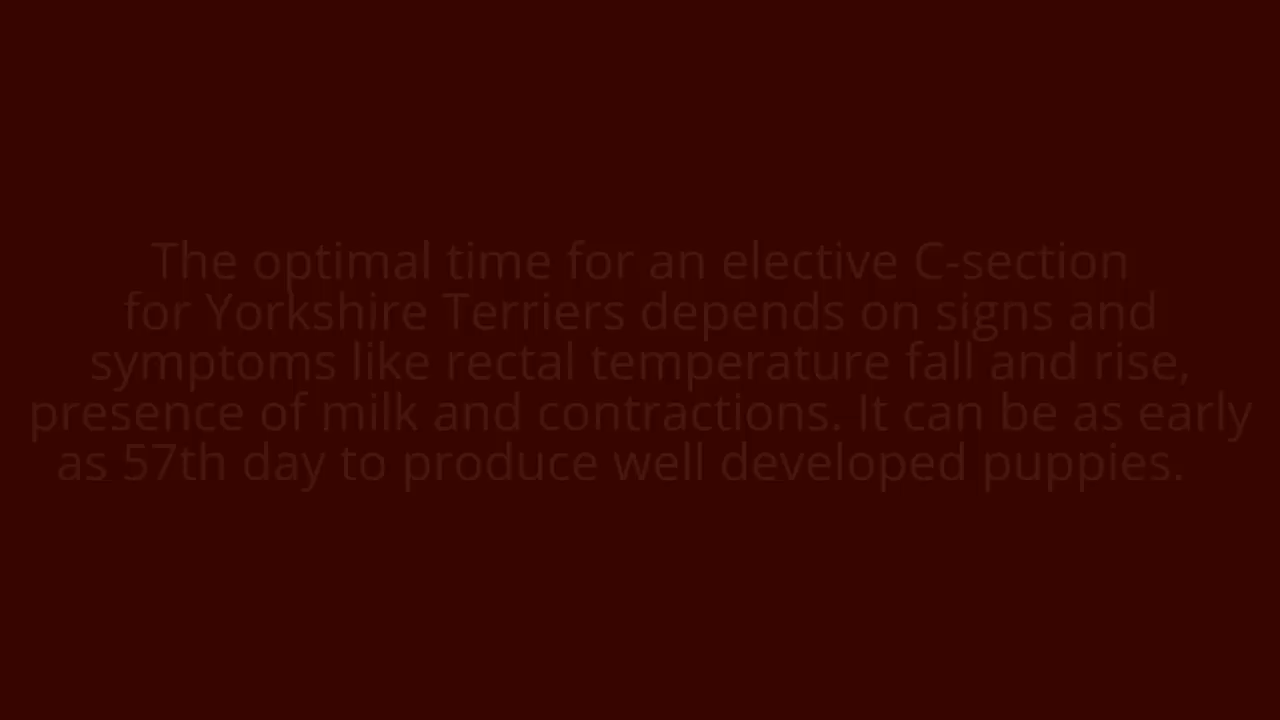 The optimal time for an elective C-section
for Yorkshire Terriers depends on signs and
symptoms like rectal temperature fall and rise,
presence of milk and contractions. It can be as early
as 57th day to produce well developed puppies.